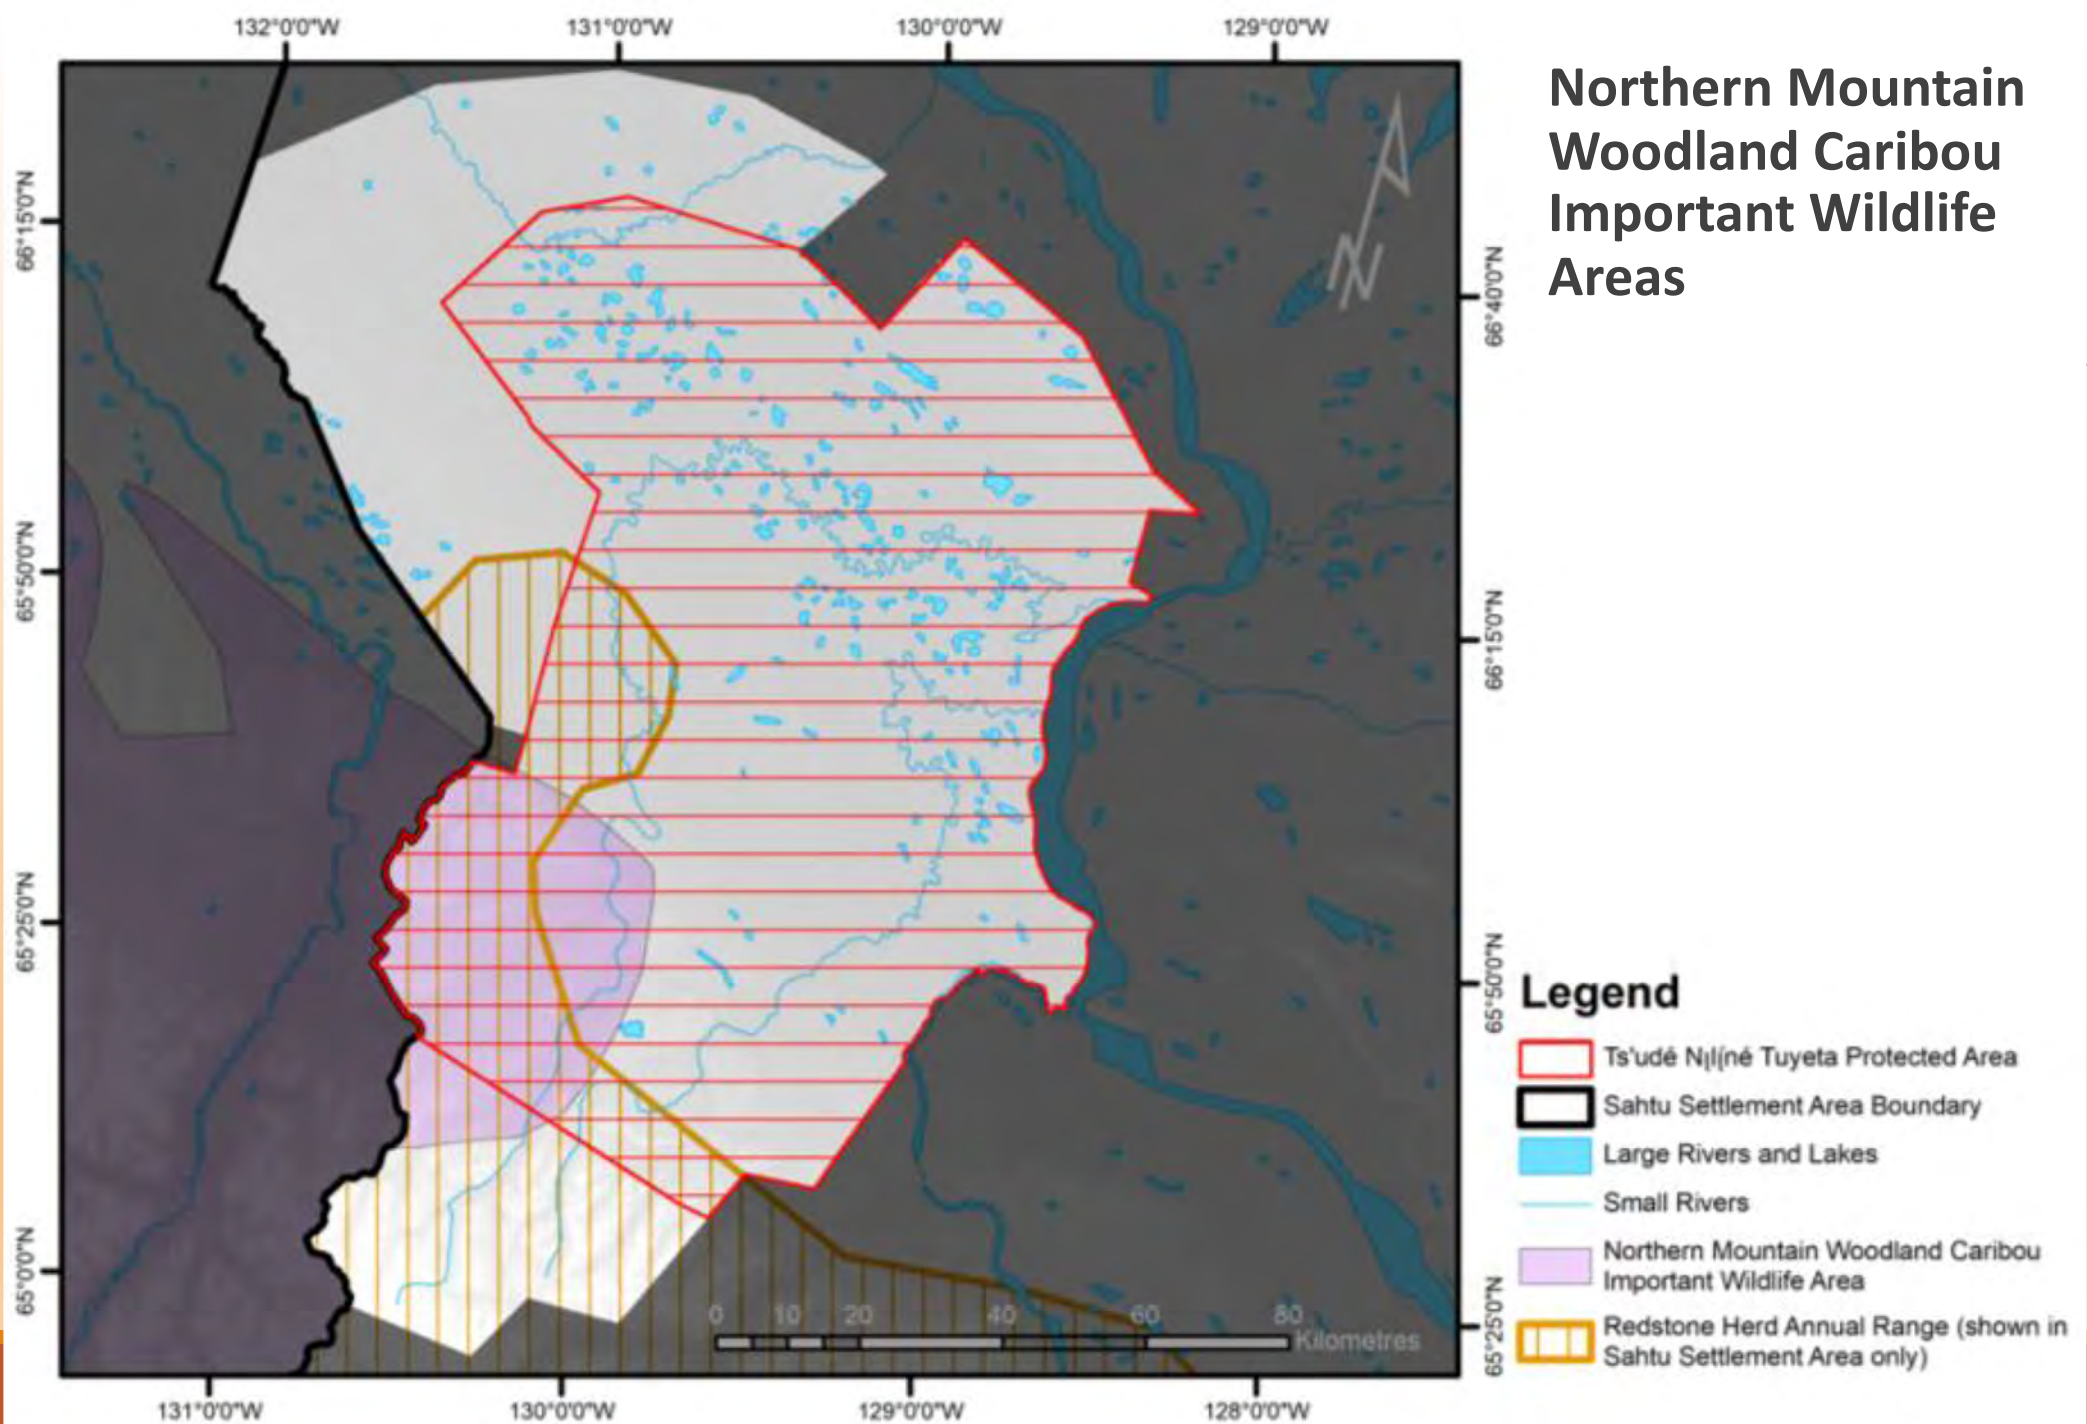 132°0'0"W
131°0'0"W
130°0'0"W
129°0'0"W
Northern Mountain
Woodland Caribou
Important Wildlife
Areas
66°15'0"N
65°50'0"N
65°25'0"N
65°0'0"N
N
66°40'0"N
66°15'0"N
65°50'0"N
65°25'0"N
0 10 20 40 60 80
Kilometres
131°0'0"W
130°0'0"W
129°0'0"W
128°0'0"W
Legend
Ts'udé Nı̨lı̨né Tuyeta Protected Area
Sahtu Settlement Area Boundary
Large Rivers and Lakes
Small Rivers
Northern Mountain Woodland Caribou
Important Wildlife Area
Redstone Herd Annual Range (shown in
Sahtu Settlement Area only)